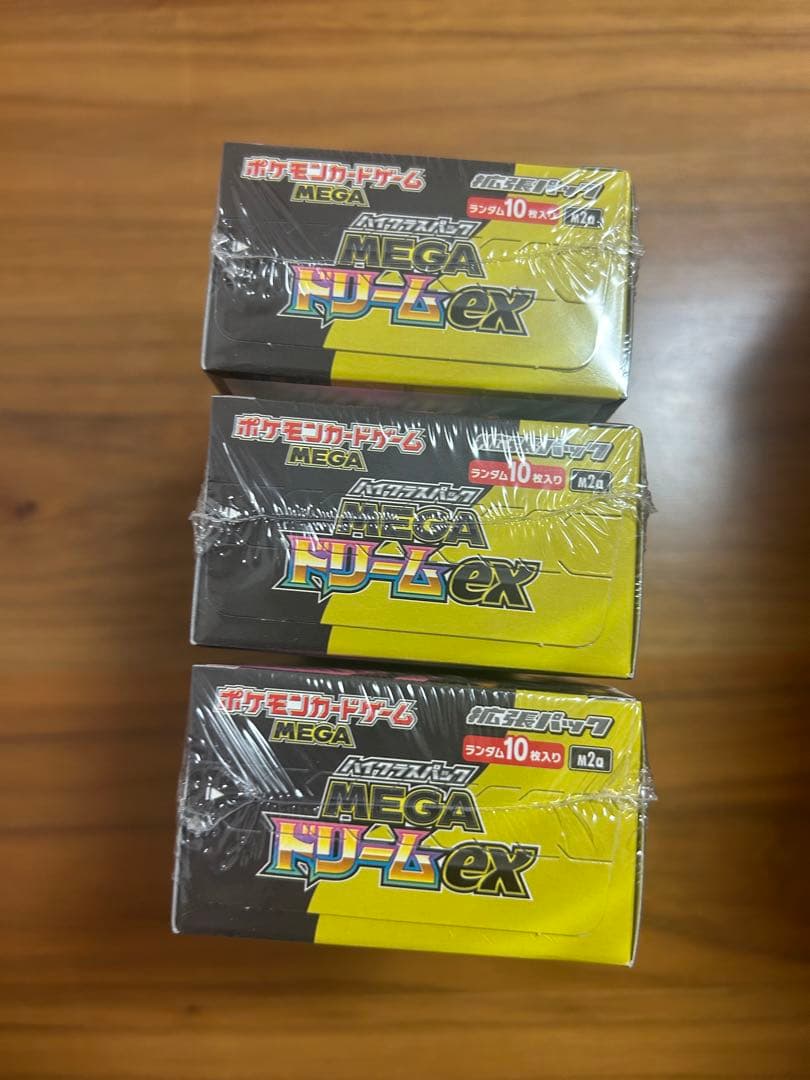 ポケモンカードゲーム
MEGA
拡張パック
ランダム10枚入り
M2a
ハイクラスパック
MEGA
ドリームex
ポケモンカードゲーム
MEGA
拡張パック
ランダム10枚入り
M2a
ハイクラスパック
MEGA
ドリームex
ポケモンカードゲーム
MEGA
拡張パック
ランダム10枚入り
M2a
ハイクラスパック
MEGA
ドリームex